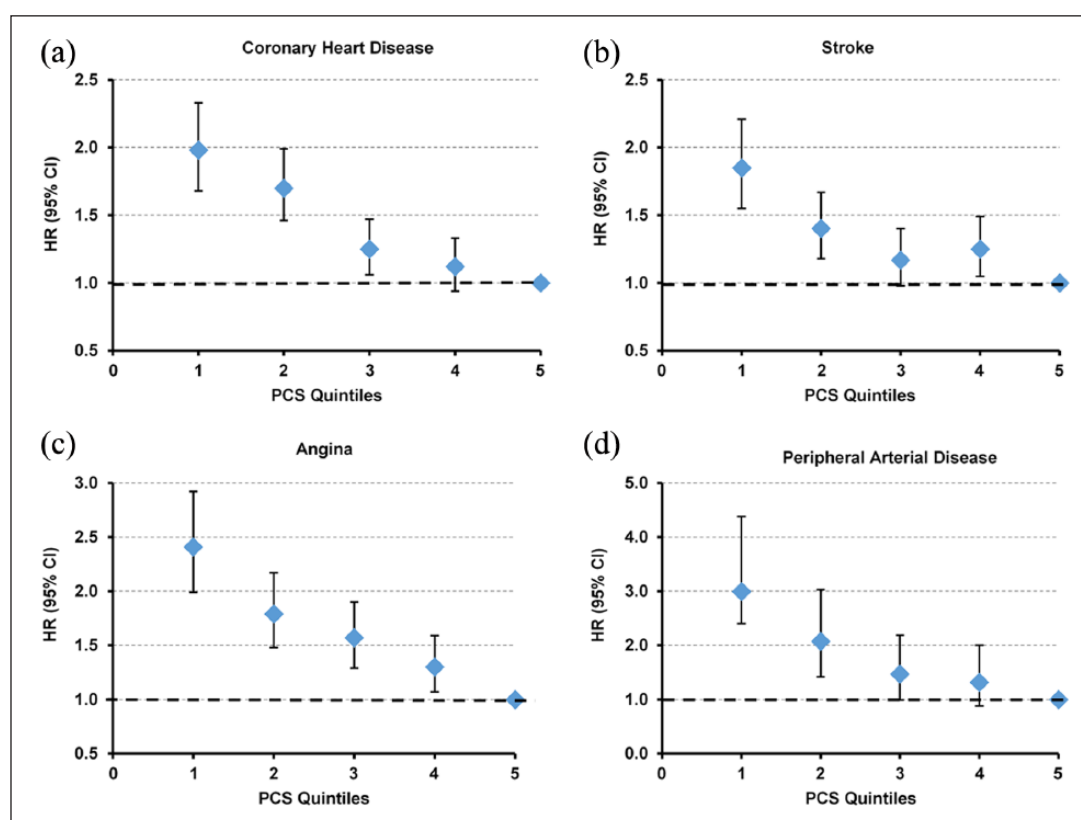 (a)
Coronary Heart Disease
2.5
2.0
1.5
1.0
0.5
HR (95% CI)
0 1 2 3 4 5
PCS Quintiles
(b)
Stroke
2.5
2.0
1.5
1.0
0.5
HR (95% CI)
0 1 2 3 4 5
PCS Quintiles
(c)
Angina
3.0
2.5
2.0
1.5
1.0
0.5
HR (95% CI)
0 1 2 3 4 5
PCS Quintiles
(d)
Peripheral Arterial Disease
5.0
4.0
3.0
2.0
1.0
0.0
HR (95% CI)
0 1 2 3 4 5
PCS Quintiles